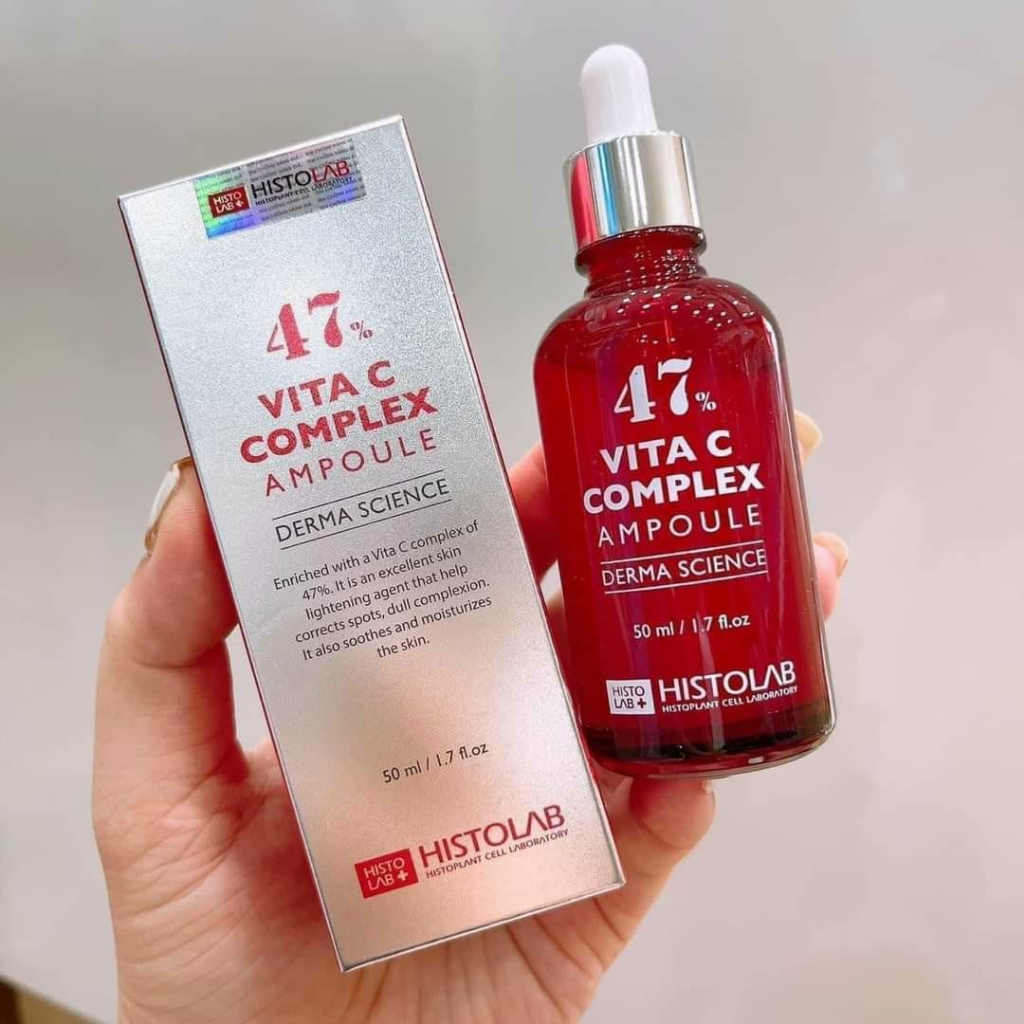 HISTO
LAB+
HISTOLAB
HISTOPLANT CELL LABORATORY
47%
VITA C
COMPLEX
AMPOULE
DERMA SCIENCE
Enriched with a Vita C complex of
47%. It is an excellent skin
lightening agent that help
corrects spots, dull complexion.
It also soothes and moisturizes
the skin.
50 ml / 1.7 fl.oz
HISTO
LAB+
HISTOLAB
HISTOPLANT CELL LABORATORY
47%
VITA C
COMPLEX
AMPOULE
DERMA SCIENCE
50 ml / 1.7 fl.oz
HISTO
LAB+
HISTOLAB
HISTOPLANT CELL LABORATORY